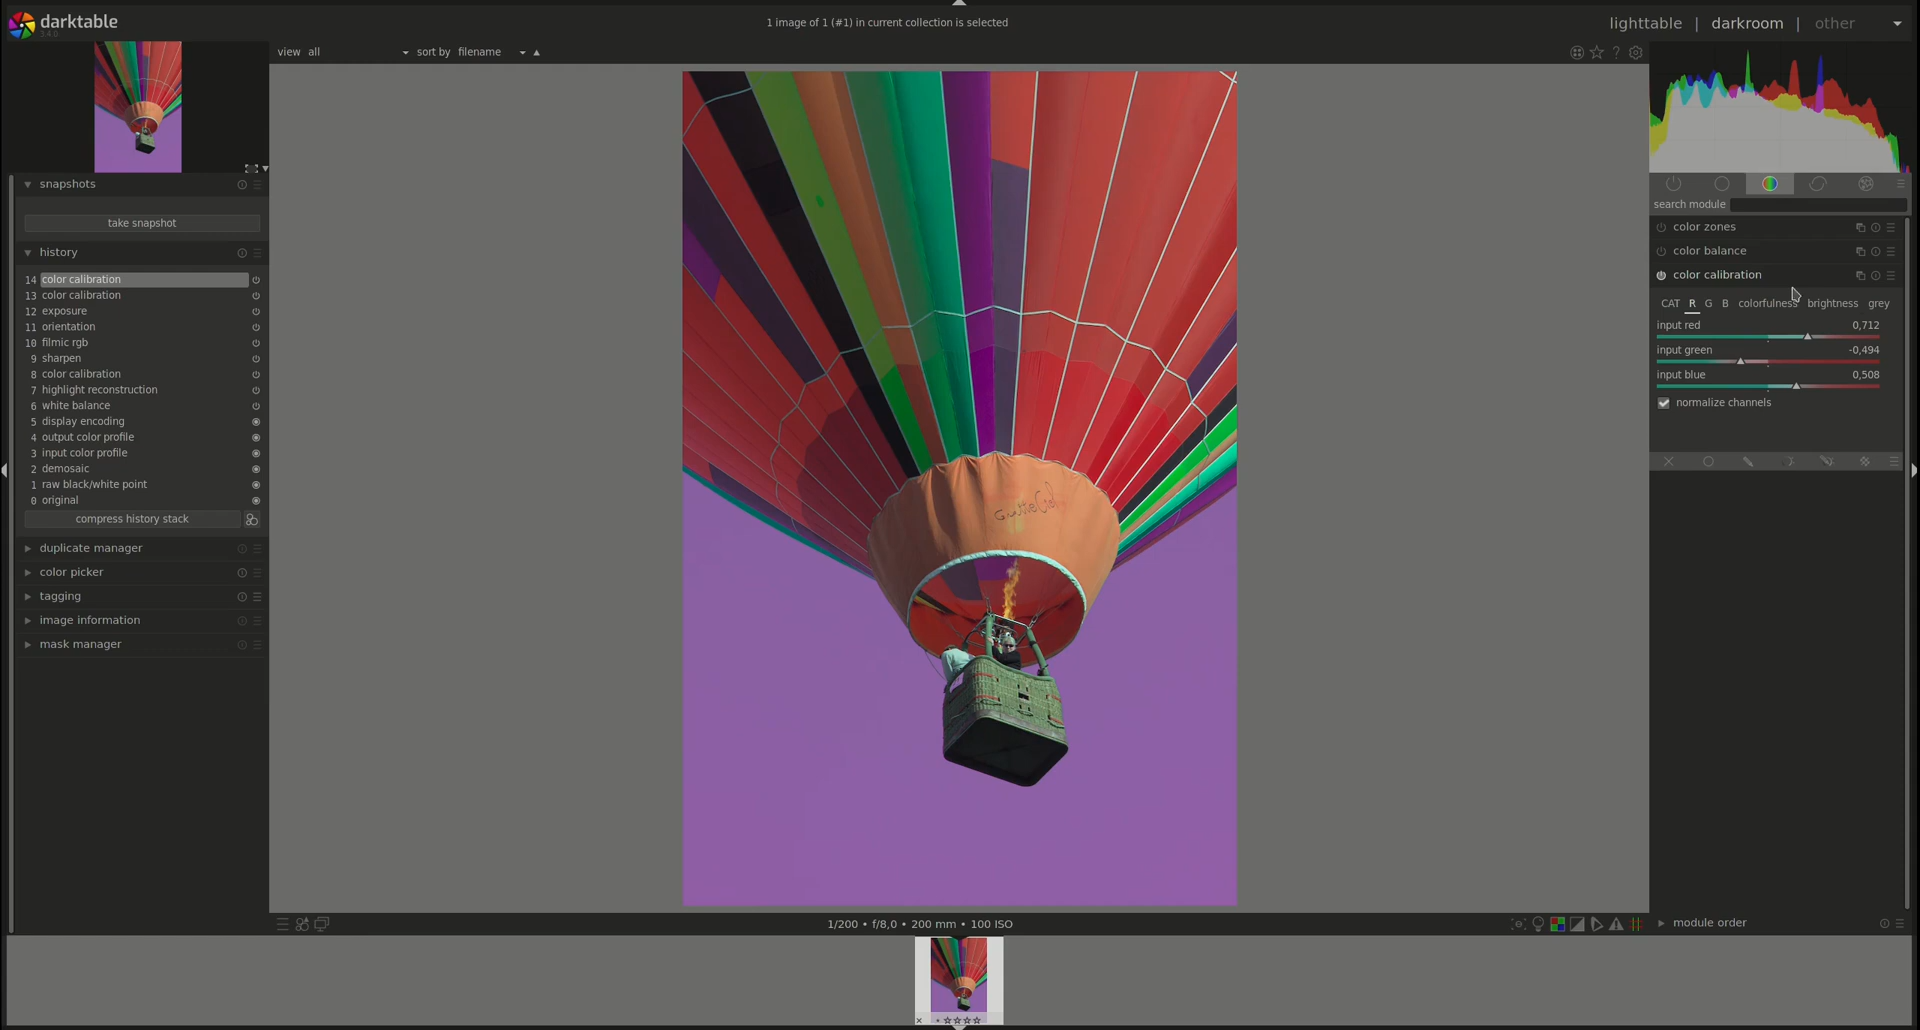 darktable
5.4.0
1 image of 1 (#1) in current collection is selected
lighttable | darkroom | other
view all sort by filename
snapshots
take snapshot
history
14 color calibration
13 color calibration
12 exposure
11 orientation
10 filmic rgb
9 sharpen
8 color calibration
7 highlight reconstruction
6 white balance
5 display encoding
4 output color profile
3 input color profile
2 demosaic
1 raw black/white point
0 original
compress history stack
duplicate manager
color picker
tagging
image information
mask manager
search module
color zones
color balance
color calibration
CAT R G B colorfulness brightness grey
input red 0,712
input green -0,494
input blue 0,508
normalize channels
1/200 • f/8,0 • 200 mm • 100 ISO
module order